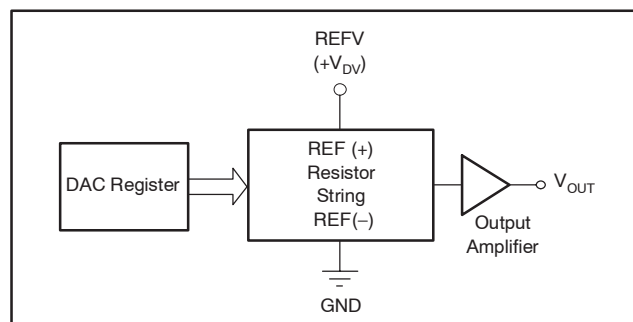 REFV
(+VDV)
DAC Register
REF (+)
Resistor
String
REF(−)
VOUT
Output
Amplifier
GND